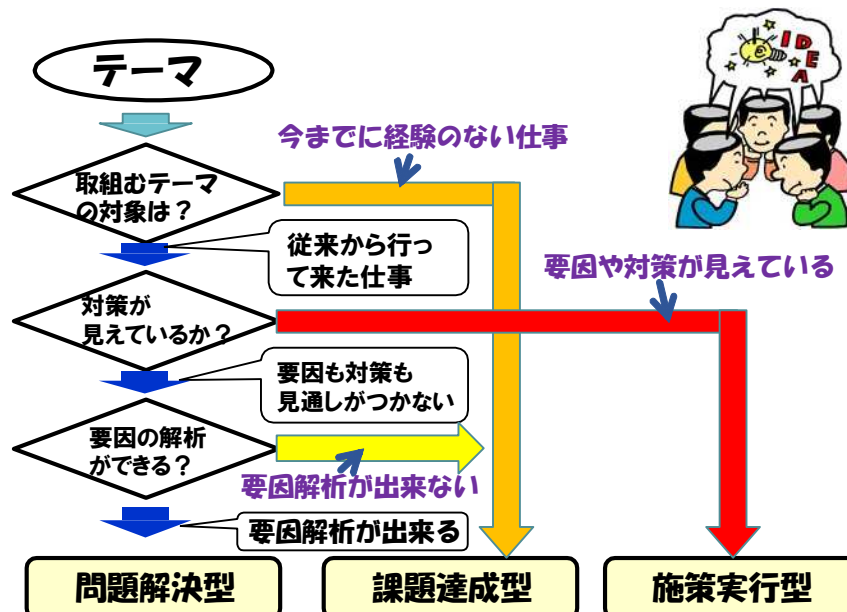 テーマ
IDEA
今までに経験のない仕事
取組むテーマ
の対象は？
従来から行っ
て来た仕事
要因や対策が見えている
対策が
見えているか？
要因も対策も
見通しがつかない
要因の解析
ができる？
要因解析が出来ない
要因解析が出来る
問題解決型
課題達成型
施策実行型